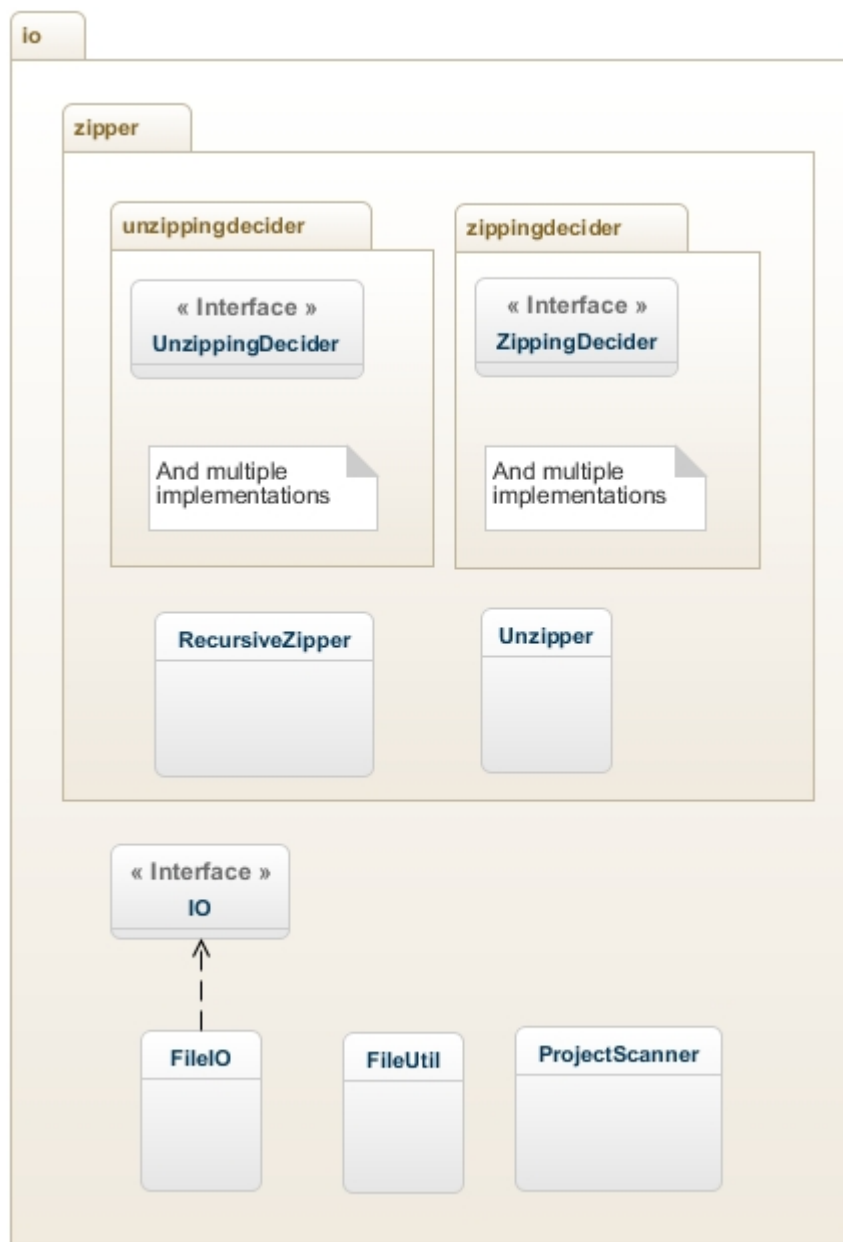 io
zipper
unzippingdecider
zippingdecider
« Interface »
UnzippingDecider
« Interface »
ZippingDecider
And multiple
implementations
And multiple
implementations
RecursiveZipper
Unzipper
« Interface »
IO
FileIO
FileUtil
ProjectScanner